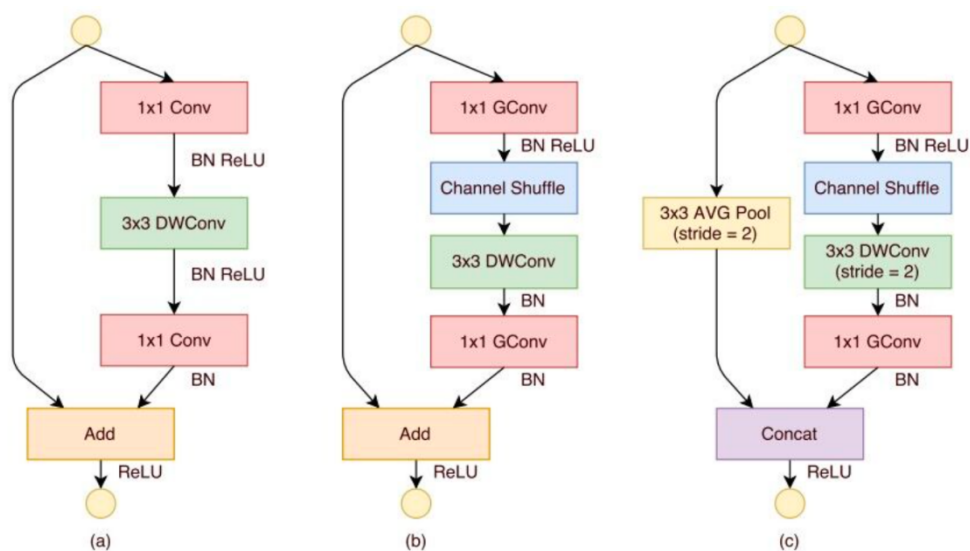 1x1 Conv
BN ReLU
3x3 DWConv
BN ReLU
1x1 Conv
BN
Add
ReLU
(a)
1x1 GConv
BN ReLU
Channel Shuffle
3x3 DWConv
BN
1x1 GConv
BN
Add
ReLU
(b)
3x3 AVG Pool
(stride = 2)
1x1 GConv
BN ReLU
Channel Shuffle
3x3 DWConv
(stride = 2)
BN
1x1 GConv
BN
Concat
ReLU
(c)